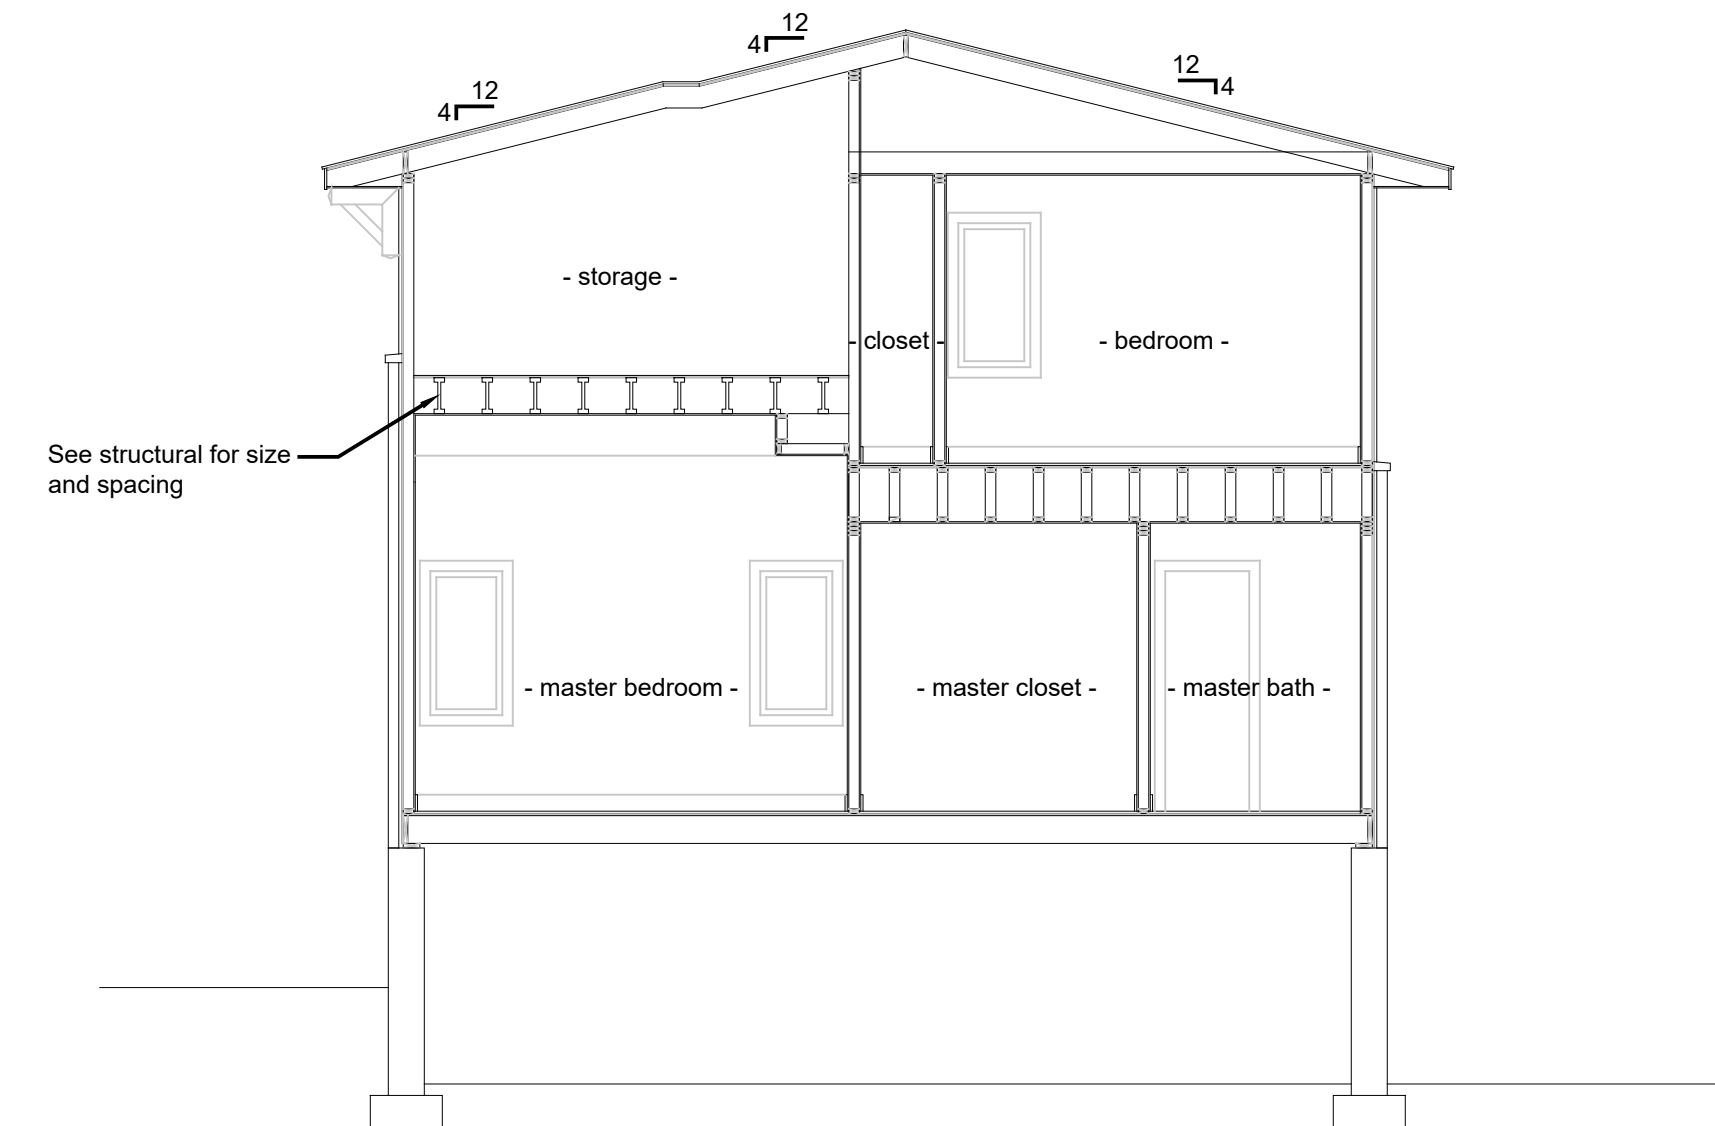 12
4
12
4
12
4
- storage -
- closet -
- bedroom -
See structural for size
and spacing
- master bedroom -
- master closet -
- master bath -